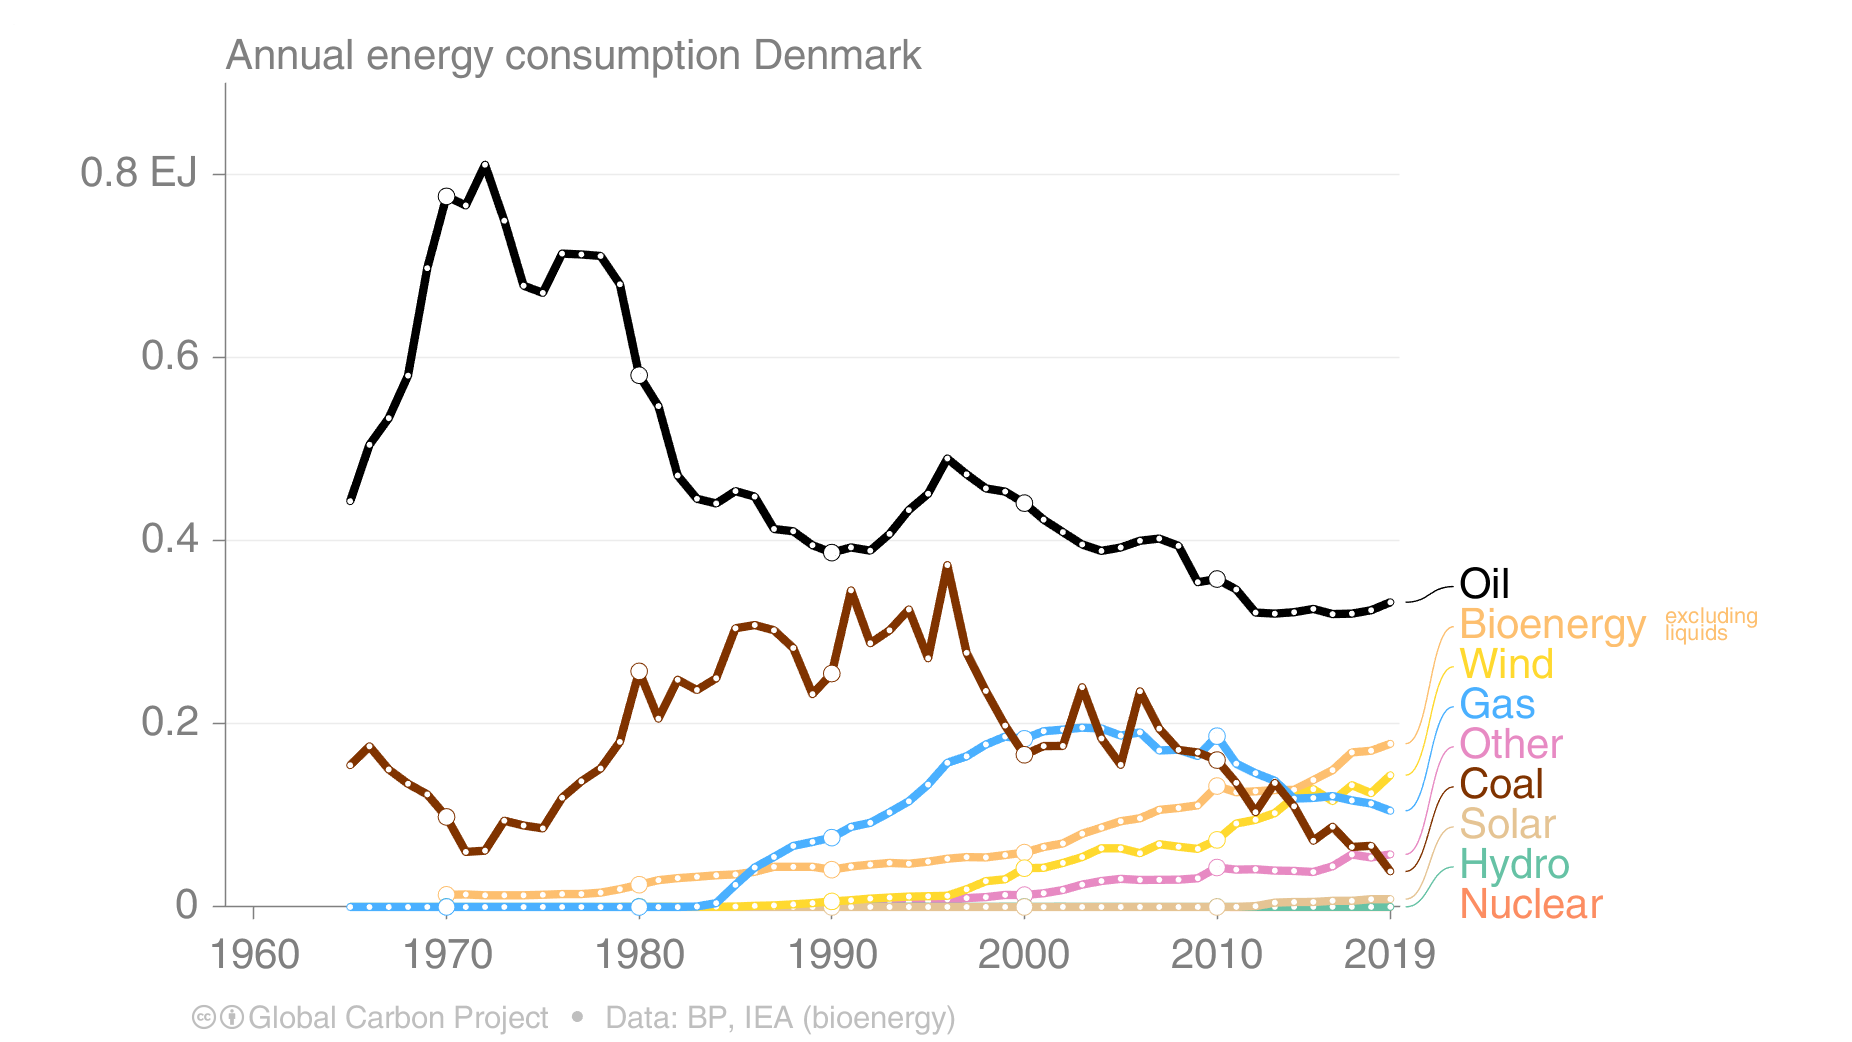 Annual energy consumption Denmark
0.8 EJ
0.6
0.4
0.2
0
1960 1970 1980 1990 2000 2010 2019
Oil
Bioenergy excluding liquids
Wind
Gas
Other
Coal
Solar
Hydro
Nuclear
cc Global Carbon Project • Data: BP, IEA (bioenergy)